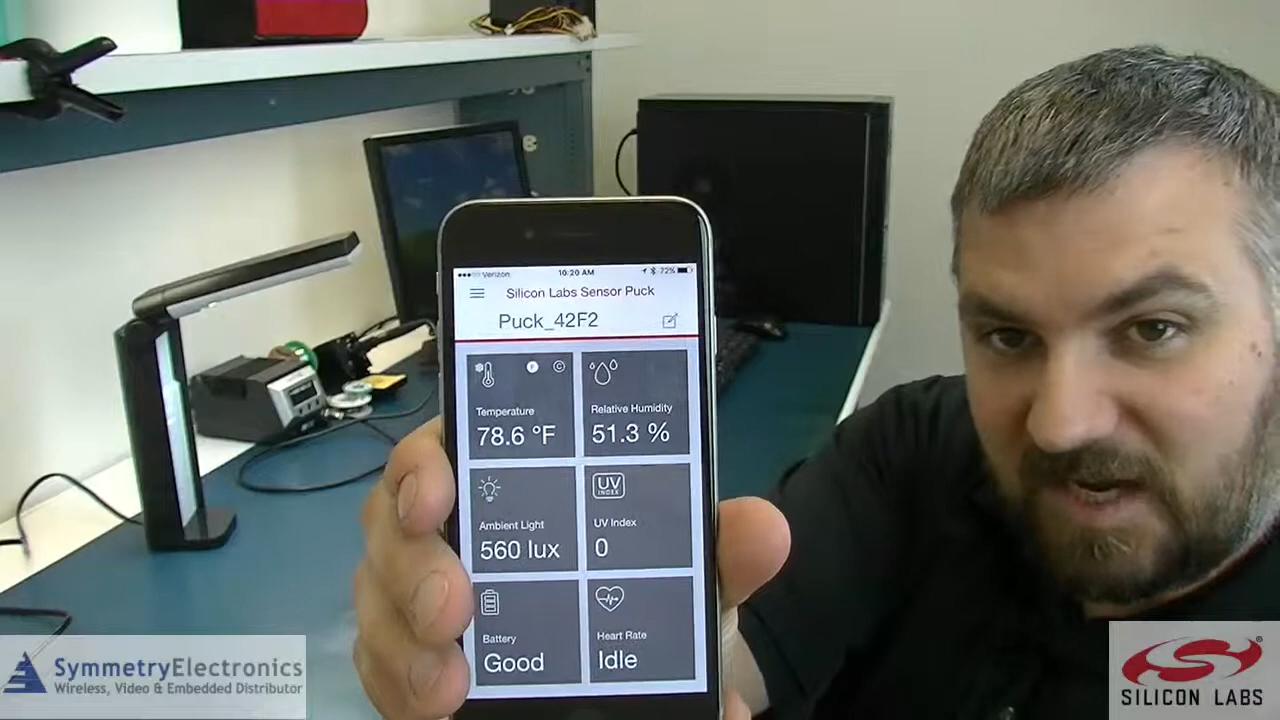 Verizon
10:20 AM
72%
Silicon Labs Sensor Puck
Puck_42F2
F C
Temperature
78.6 °F
Relative Humidity
51.3 %
Ambient Light
560 lux
UV
INDEX
UV Index
0
Battery
Good
Heart Rate
Idle
SymmetryElectronics
Wireless, Video & Embedded Distributor
SILICON LABS